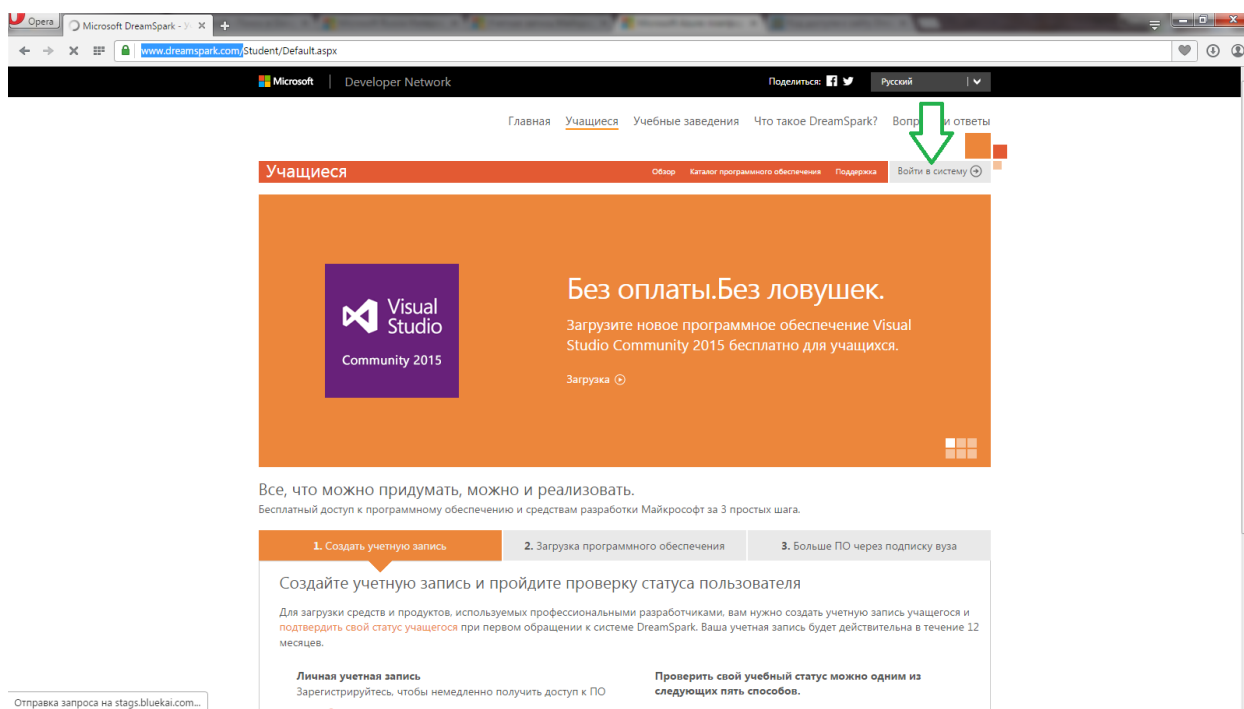 Opera
Microsoft DreamSpark - У
www.dreamspark.com/Student/Default.aspx
Microsoft | Developer Network
Поделиться:
Русский
Главная Учащиеся Учебные заведения Что такое DreamSpark? Вопр и ответы
Учащиеся
Обзор Каталог программного обеспечения Поддержка Войти в систему
Visual
Studio
Community 2015
Без оплаты.Без ловушек.
Загрузите новое программное обеспечение Visual
Studio Community 2015 бесплатно для учащихся.
Загрузка
Все, что можно придумать, можно и реализовать.
Бесплатный доступ к программному обеспечению и средствам разработки Майкрософт за 3 простых шага.
1. Создать учетную запись
2. Загрузка программного обеспечения
3. Больше ПО через подписку вуза
Создайте учетную запись и пройдите проверку статуса пользователя
Для загрузки средств и продуктов, используемых профессиональными разработчиками, вам нужно создать учетную запись учащегося и
подтвердить свой статус учащегося при первом обращении к системе DreamSpark. Ваша учетная запись будет действительна в течение 12
месяцев.
Личная учетная запись
Зарегистрируйтесь, чтобы немедленно получить доступ к ПО
Проверить свой учебный статус можно одним из
следующих пять способов.
Отправка запроса на stags.bluekai.com...